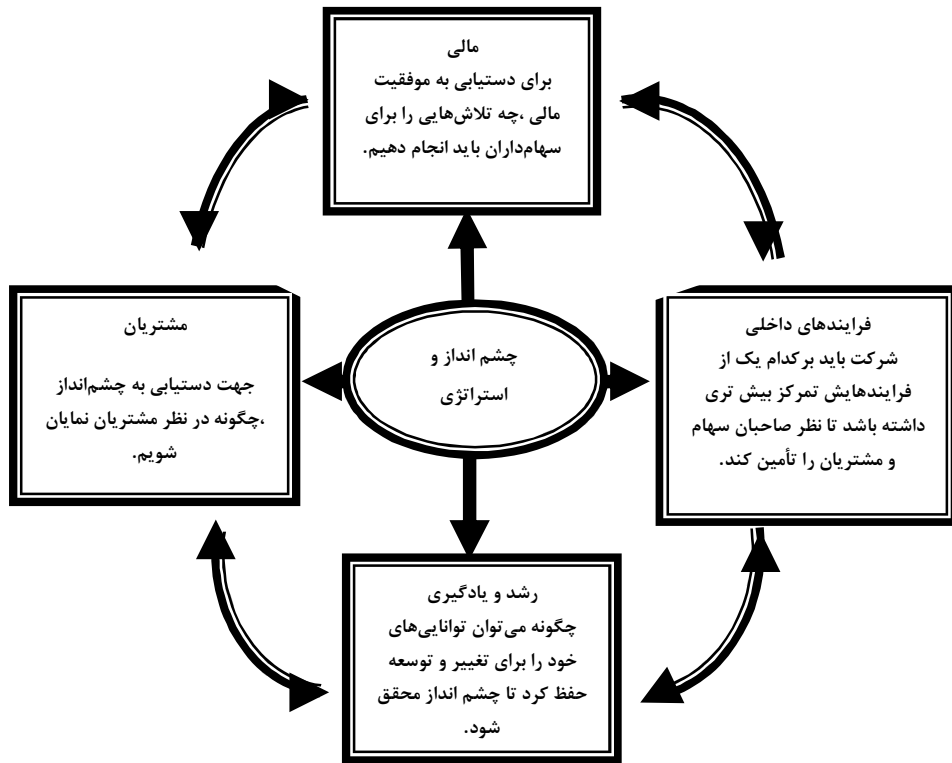 مالی
برای دستیابی به موفقیت
مالی ،چه تلاش‌هایی را برای
سهام‌داران باید انجام دهیم.
فرایندهای داخلی
شرکت باید بر کدام یک از
فرایندهایش تمرکز بیش تری
داشته باشد تا نظر صاحبان سهام
و مشتریان را تأمین کند.
چشم انداز و
استراتژی
مشتریان
جهت دستیابی به چشم‌انداز
،چگونه در نظر مشتریان نمایان
شویم.
رشد و یادگیری
چگونه می‌توان توانایی‌های
خود را برای تغییر و توسعه
حفظ کرد تا چشم انداز محقق
شود.